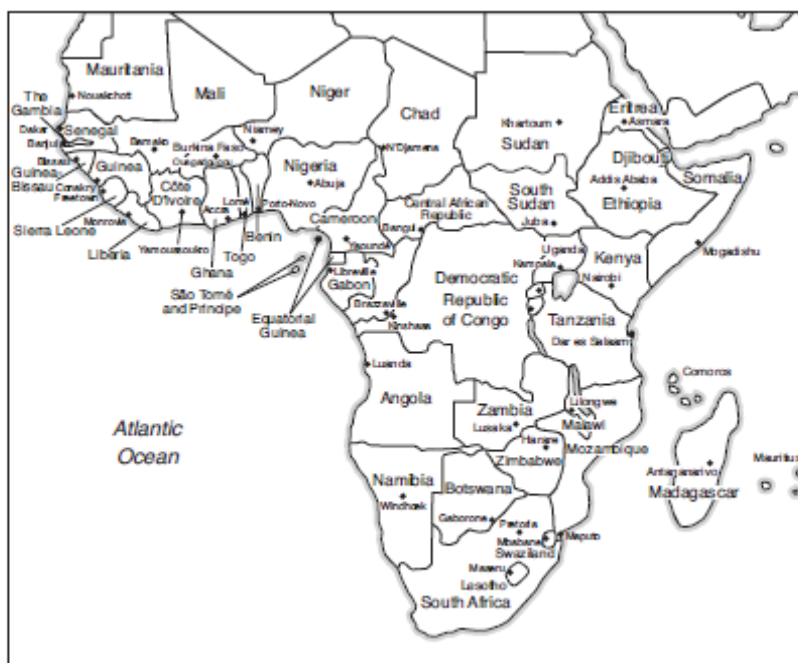 Mauritania
Nouakchott
Mali
Niger
Chad
The
Gambia
Dakar
Senegal
Banjul
Bissau
Guinea
Bissau
Guinea
Conakry
Freetown
Sierra Leone
Monrovia
Liberia
Bamako
Burkina Faso
Ouagadougou
Niamey
Côte
D'Ivoire
Yamoussoukro
Accra
Ghana
Lomé
Togo
Porto-Novo
Benin
Nigeria
Abuja
N'Djamena
Khartoum
Sudan
Eritrea
Asmara
Djibouti
Somalia
Addis Ababa
Ethiopia
South
Sudan
Juba
Central African
Republic
Bangui
Cameroon
Yaoundé
São Tomé
and Principe
Equatorial
Guinea
Libreville
Gabon
Brazzaville
Kinshasa
Democratic
Republic
of Congo
Uganda
Kampala
Kenya
Nairobi
Mogadishu
Tanzania
Dar es Salaam
Luanda
Angola
Zambia
Lusaka
Lilongwe
Malawi
Comoros
Harare
Zimbabwe
Mozambique
Antaganarivo
Madagascar
Mauritius
Atlantic
Ocean
Namibia
Windhoek
Botswana
Gaborone
Pretoria
Mbabane
Swaziland
Maputo
Maseru
Lesotho
South Africa